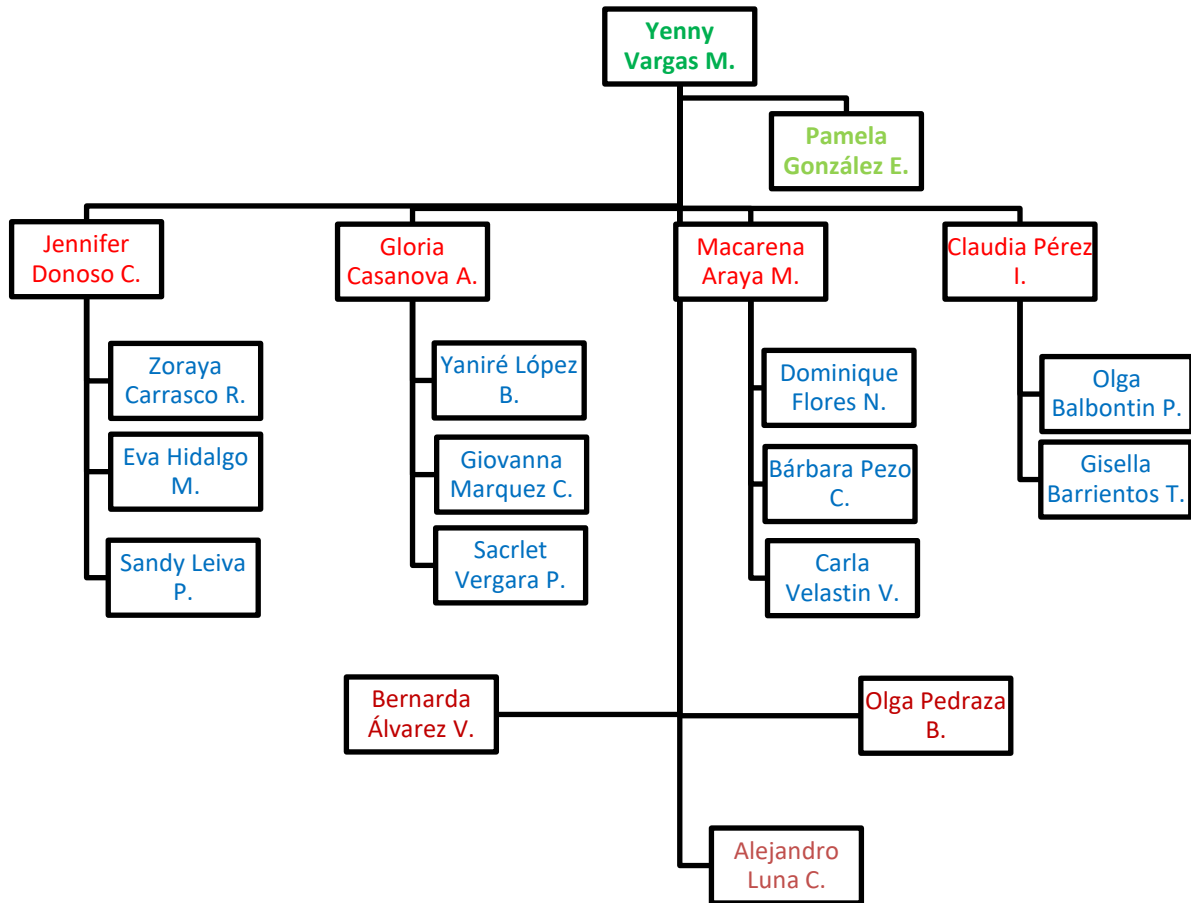 Yenny
Vargas M.
Pamela
González E.
Jennifer
Donoso C.
Gloria
Casanova A.
Macarena
Araya M.
Claudia Pérez
I.
Zoraya
Carrasco R.
Eva Hidalgo
M.
Sandy Leiva
P.
Yaniré López
B.
Giovanna
Marquez C.
Sacrlet
Vergara P.
Dominique
Flores N.
Bárbara Pezo
C.
Carla
Velastin V.
Olga
Balbontin P.
Gisella
Barrientos T.
Bernarda
Álvarez V.
Olga Pedraza
B.
Alejandro
Luna C.